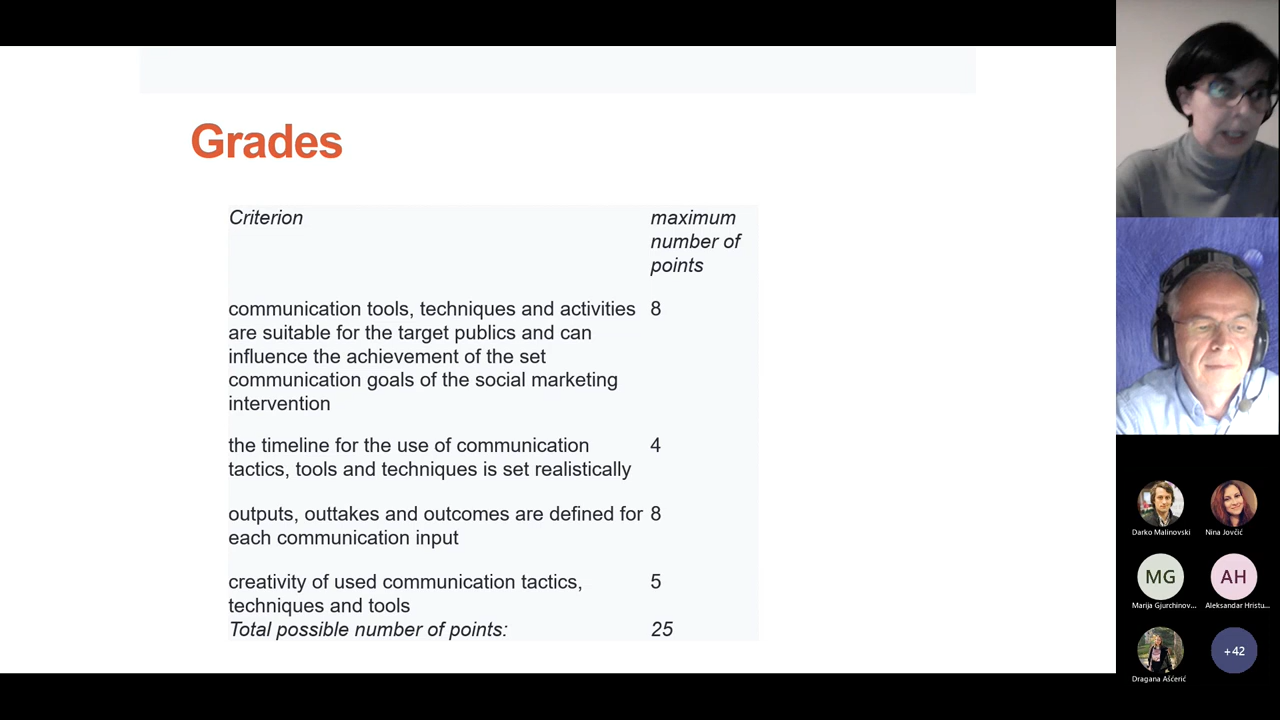 Grades
Criterion
maximum
number of
points
communication tools, techniques and activities 8
are suitable for the target publics and can
influence the achievement of the set
communication goals of the social marketing
intervention
the timeline for the use of communication 4
tactics, tools and techniques is set realistically
outputs, outtakes and outcomes are defined for 8
each communication input
creativity of used communication tactics, 5
techniques and tools
Total possible number of points: 25
Darko Malinovski
Nina Jovčić
MG
Marija Gjurchinov...
AH
Aleksandar Hristu...
Dragana Aščerić
+42